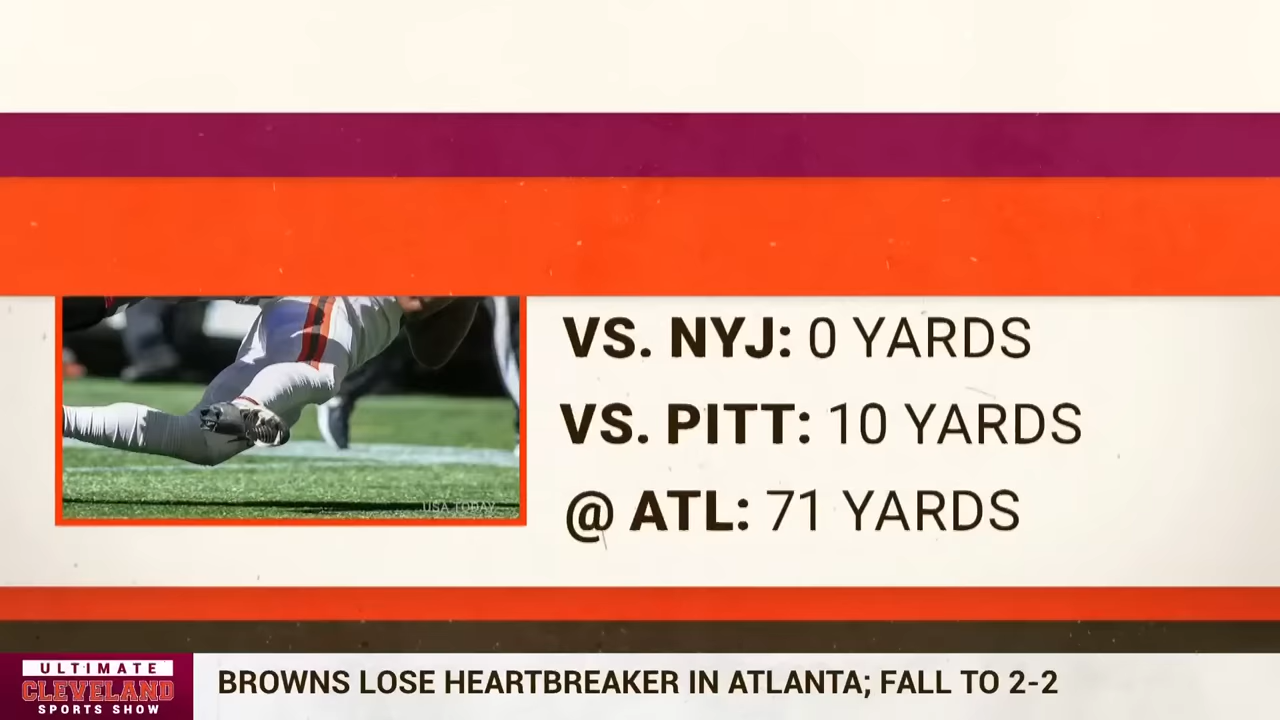 VS. NYJ: 0 YARDS
VS. PITT: 10 YARDS
@ ATL: 71 YARDS
USA TODAY
ULTIMATE
CLEVELAND
SPORTS SHOW
BROWNS LOSE HEARTBREAKER IN ATLANTA; FALL TO 2-2